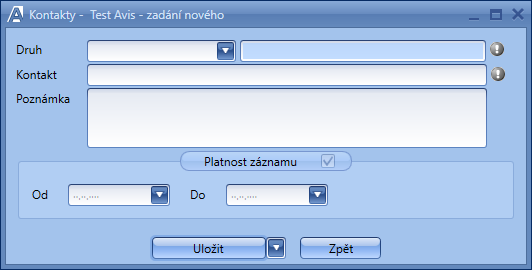 Kontakty - Test Avis - zadání nového
Druh
Kontakt
Poznámka
Platnost záznamu
Od ..,..,.... Do ..,..,....
Uložit Zpět